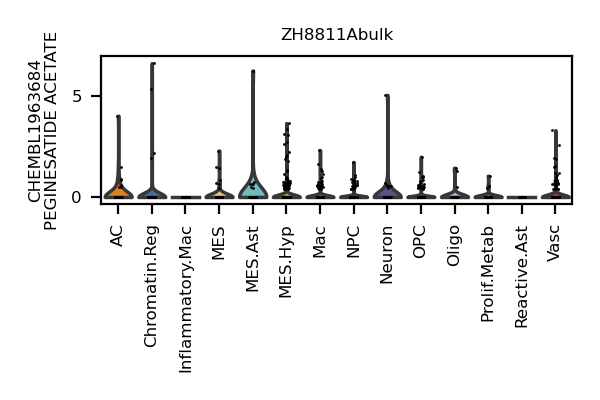 ZH8811Abulk
CHEMBL1963684
PEGINESATIDE ACETATE
5
0
AC
Chromatin.Reg
Inflammatory.Mac
MES
MES.Ast
MES.Hyp
Mac
NPC
Neuron
OPC
Oligo
Prolif.Metab
Reactive.Ast
Vasc